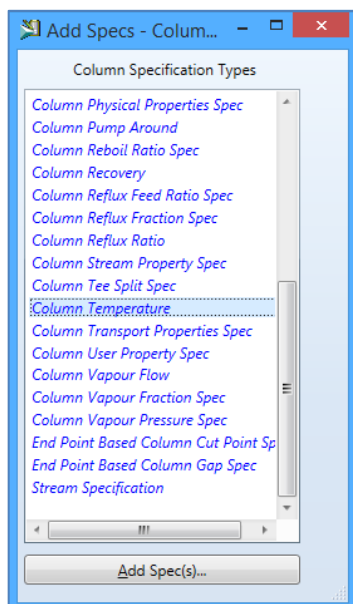 Add Specs - Colum...
Column Specification Types
Column Physical Properties Spec
Column Pump Around
Column Reboil Ratio Spec
Column Recovery
Column Reflux Feed Ratio Spec
Column Reflux Fraction Spec
Column Reflux Ratio
Column Stream Property Spec
Column Tee Split Spec
Column Temperature
Column Transport Properties Spec
Column User Property Spec
Column Vapour Flow
Column Vapour Fraction Spec
Column Vapour Pressure Spec
End Point Based Column Cut Point Sp
End Point Based Column Gap Spec
Stream Specification
Add Spec(s)...